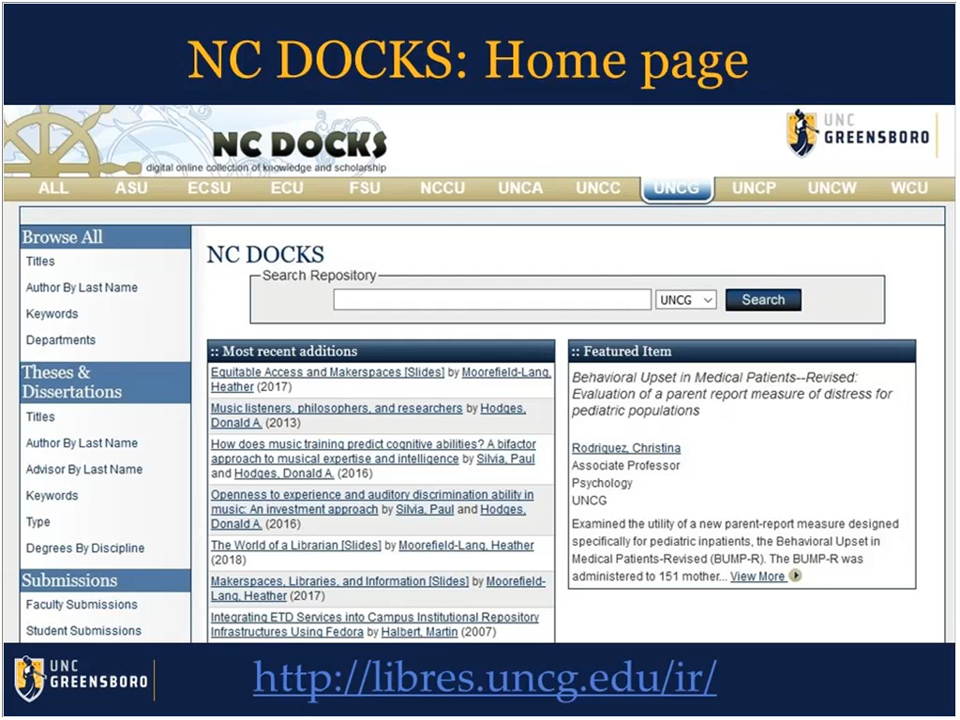 NC DOCKS: Home page
NC DOCKS
digital online collection of knowledge and scholarship
UNC
GREENSBORO
ALL ASU ECSU ECU FSU NCCU UNCA UNCC UNCG UNCP UNCW WCU
Browse All
Titles
Author By Last Name
Keywords
Departments
Theses &
Dissertations
Titles
Author By Last Name
Advisor By Last Name
Keywords
Type
Degrees By Discipline
Submissions
Faculty Submissions
Student Submissions
NC DOCKS
Search Repository
UNCG
Search
:: Most recent additions
Equitable Access and Makerspaces [Slides] by Moorefield-Lang,
Heather (2017)
Music listeners, philosophers, and researchers by Hodges,
Donald A. (2013)
How does music training predict cognitive abilities? A bifactor
approach to musical expertise and intelligence by Silvia, Paul
and Hodges, Donald A. (2016)
Openness to experience and auditory discrimination ability in
music: An investment approach by Silvia, Paul and Hodges,
Donald A. (2016)
The World of a Librarian [Slides] by Moorefield-Lang, Heather
(2018)
Makerspaces, Libraries, and Information [Slides] by Moorefield-
Lang, Heather (2017)
Integrating ETD Services into Campus Institutional Repository
Infrastructures Using Fedora by Halbert, Martin (2007)
:: Featured Item
Behavioral Upset in Medical Patients--Revised:
Evaluation of a parent report measure of distress for
pediatric populations
Rodriguez, Christina
Associate Professor
Psychology
UNCG
Examined the utility of a new parent-report measure designed
specifically for pediatric inpatients, the Behavioral Upset in
Medical Patients-Revised (BUMP-R). The BUMP-R was
administered to 151 mother... View More
UNC
GREENSBORO
http://libres.uncg.edu/ir/